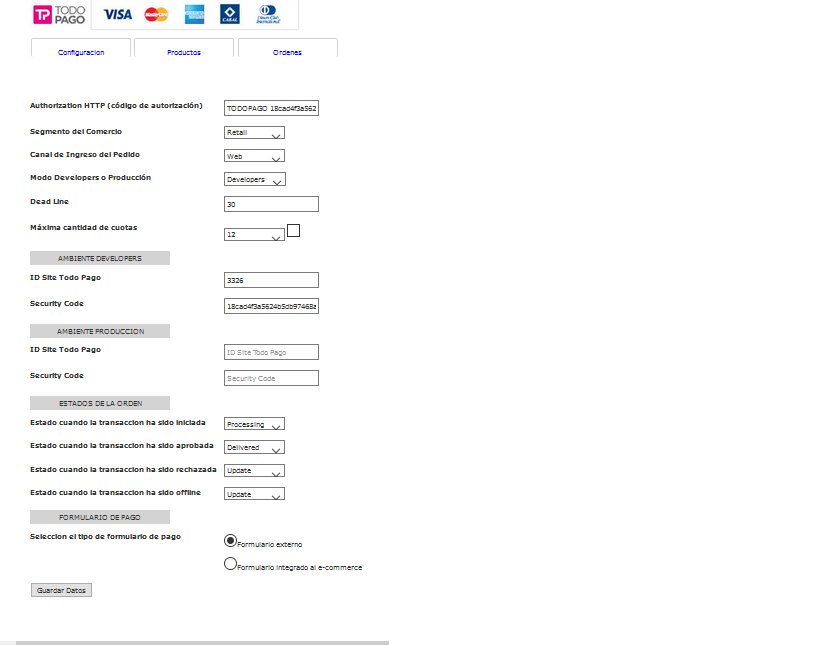 TP TODO PAGO VISA MasterCard CABAL Diners Club International
Configuracion Productos Ordenes
Authorization HTTP (código de autorización) TODOPAGO 18cad4f3a562
Segmento del Comercio Retail
Canal de Ingreso del Pedido Web
Modo Developers o Producción Developers
Dead Line 30
Máxima cantidad de cuotas 12
AMBIENTE DEVELOPERS
ID Site Todo Pago 3326
Security Code 18cad4f3a5624b5db97468a
AMBIENTE PRODUCCION
ID Site Todo Pago ID Site Todo Pago
Security Code Security Code
ESTADOS DE LA ORDEN
Estado cuando la transaccion ha sido iniciada Processing
Estado cuando la transaccion ha sido aprobada Delivered
Estado cuando la transaccion ha sido rechazada Update
Estado cuando la transaccion ha sido offline Update
FORMULARIO DE PAGO
Seleccion el tipo de formulario de pago Formulario externo
Formulario integrado al e-commerce
Guardar Datos